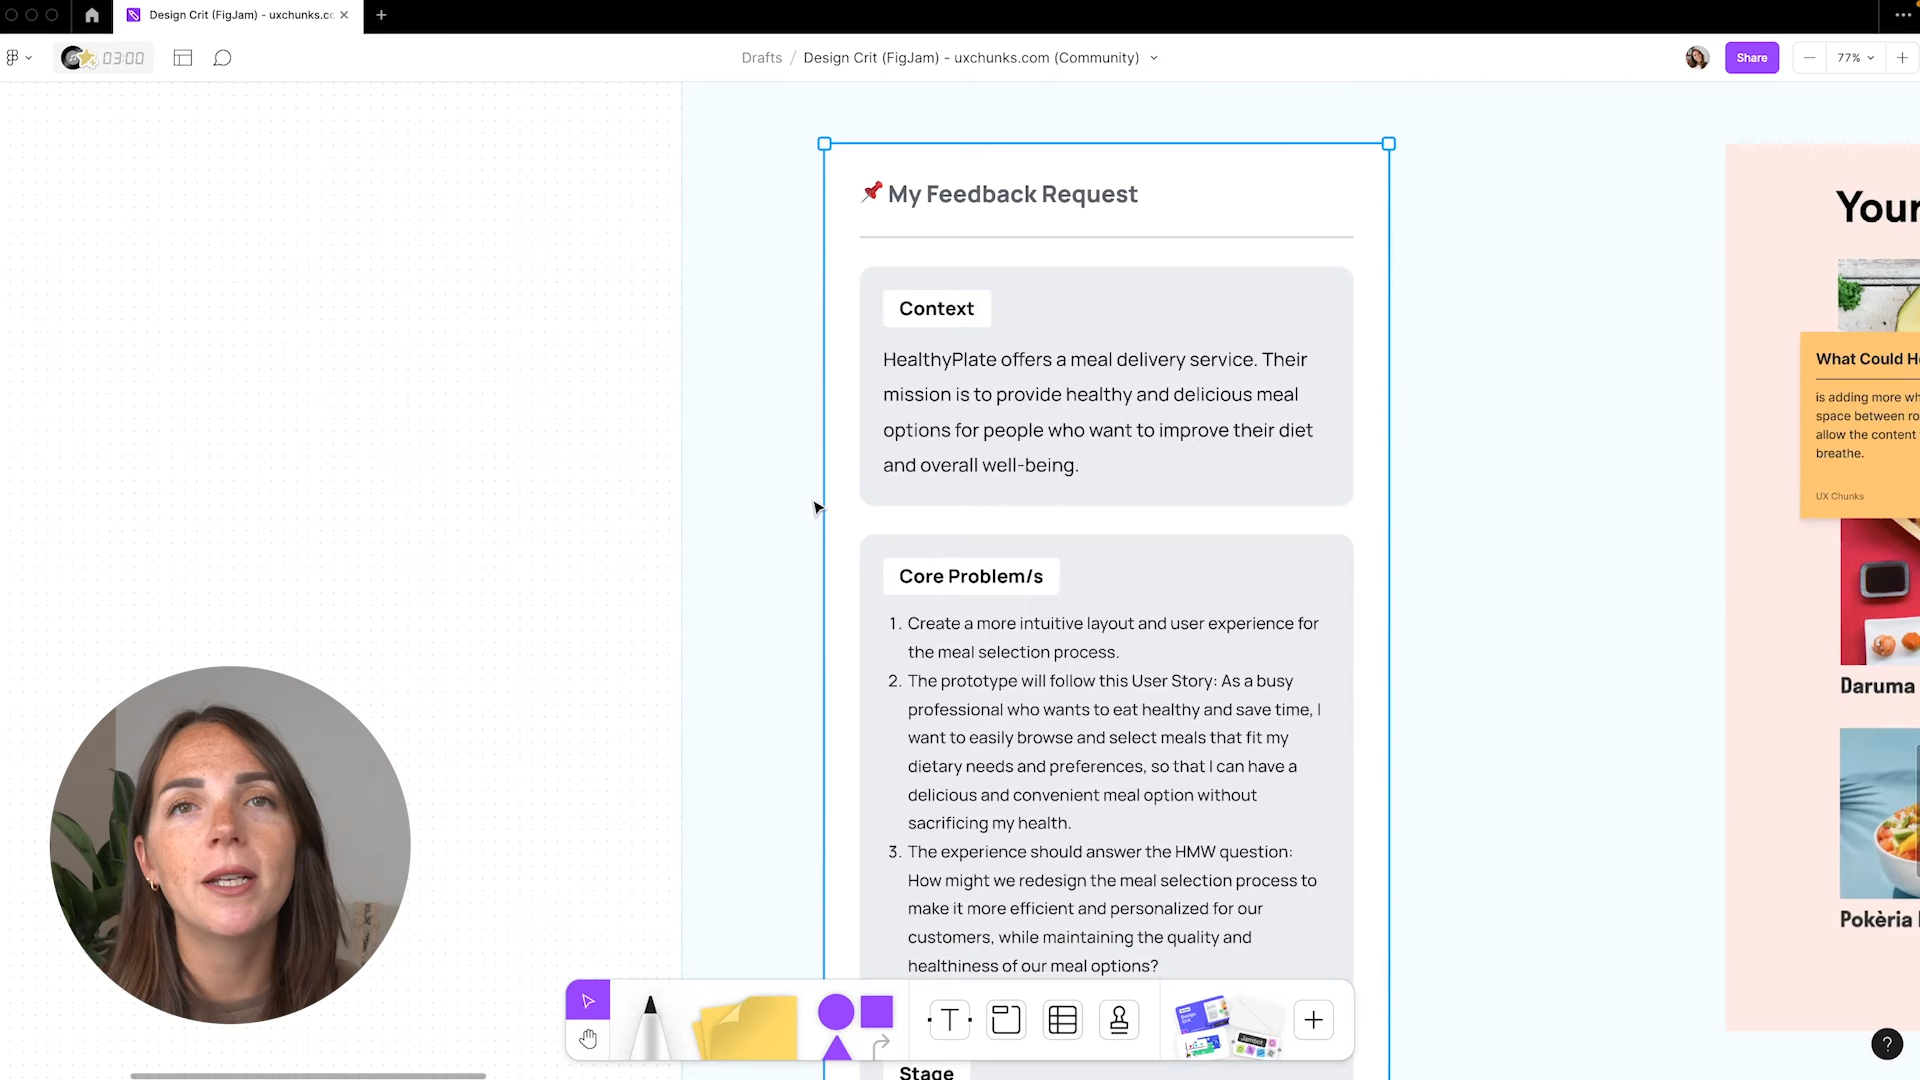 Design Crit (FigJam) - uxchunks.cc
03:00
Drafts / Design Crit (FigJam) - uxchunks.com (Community)
Share
77%
My Feedback Request
Context
HealthyPlate offers a meal delivery service. Their
mission is to provide healthy and delicious meal
options for people who want to improve their diet
and overall well-being.
Core Problem/s
1. Create a more intuitive layout and user experience for
the meal selection process.
2. The prototype will follow this User Story: As a busy
professional who wants to eat healthy and save time, I
want to easily browse and select meals that fit my
dietary needs and preferences, so that I can have a
delicious and convenient meal option without
sacrificing my health.
3. The experience should answer the HMW question:
How might we redesign the meal selection process to
make it more efficient and personalized for our
customers, while maintaining the quality and
healthiness of our meal options?
Stage
Your
What Could H
is adding more wh
space between ro
allow the content
breathe.
UX Chunks
Daruma
Pokèria
T
Design
Crit
Jambot
?